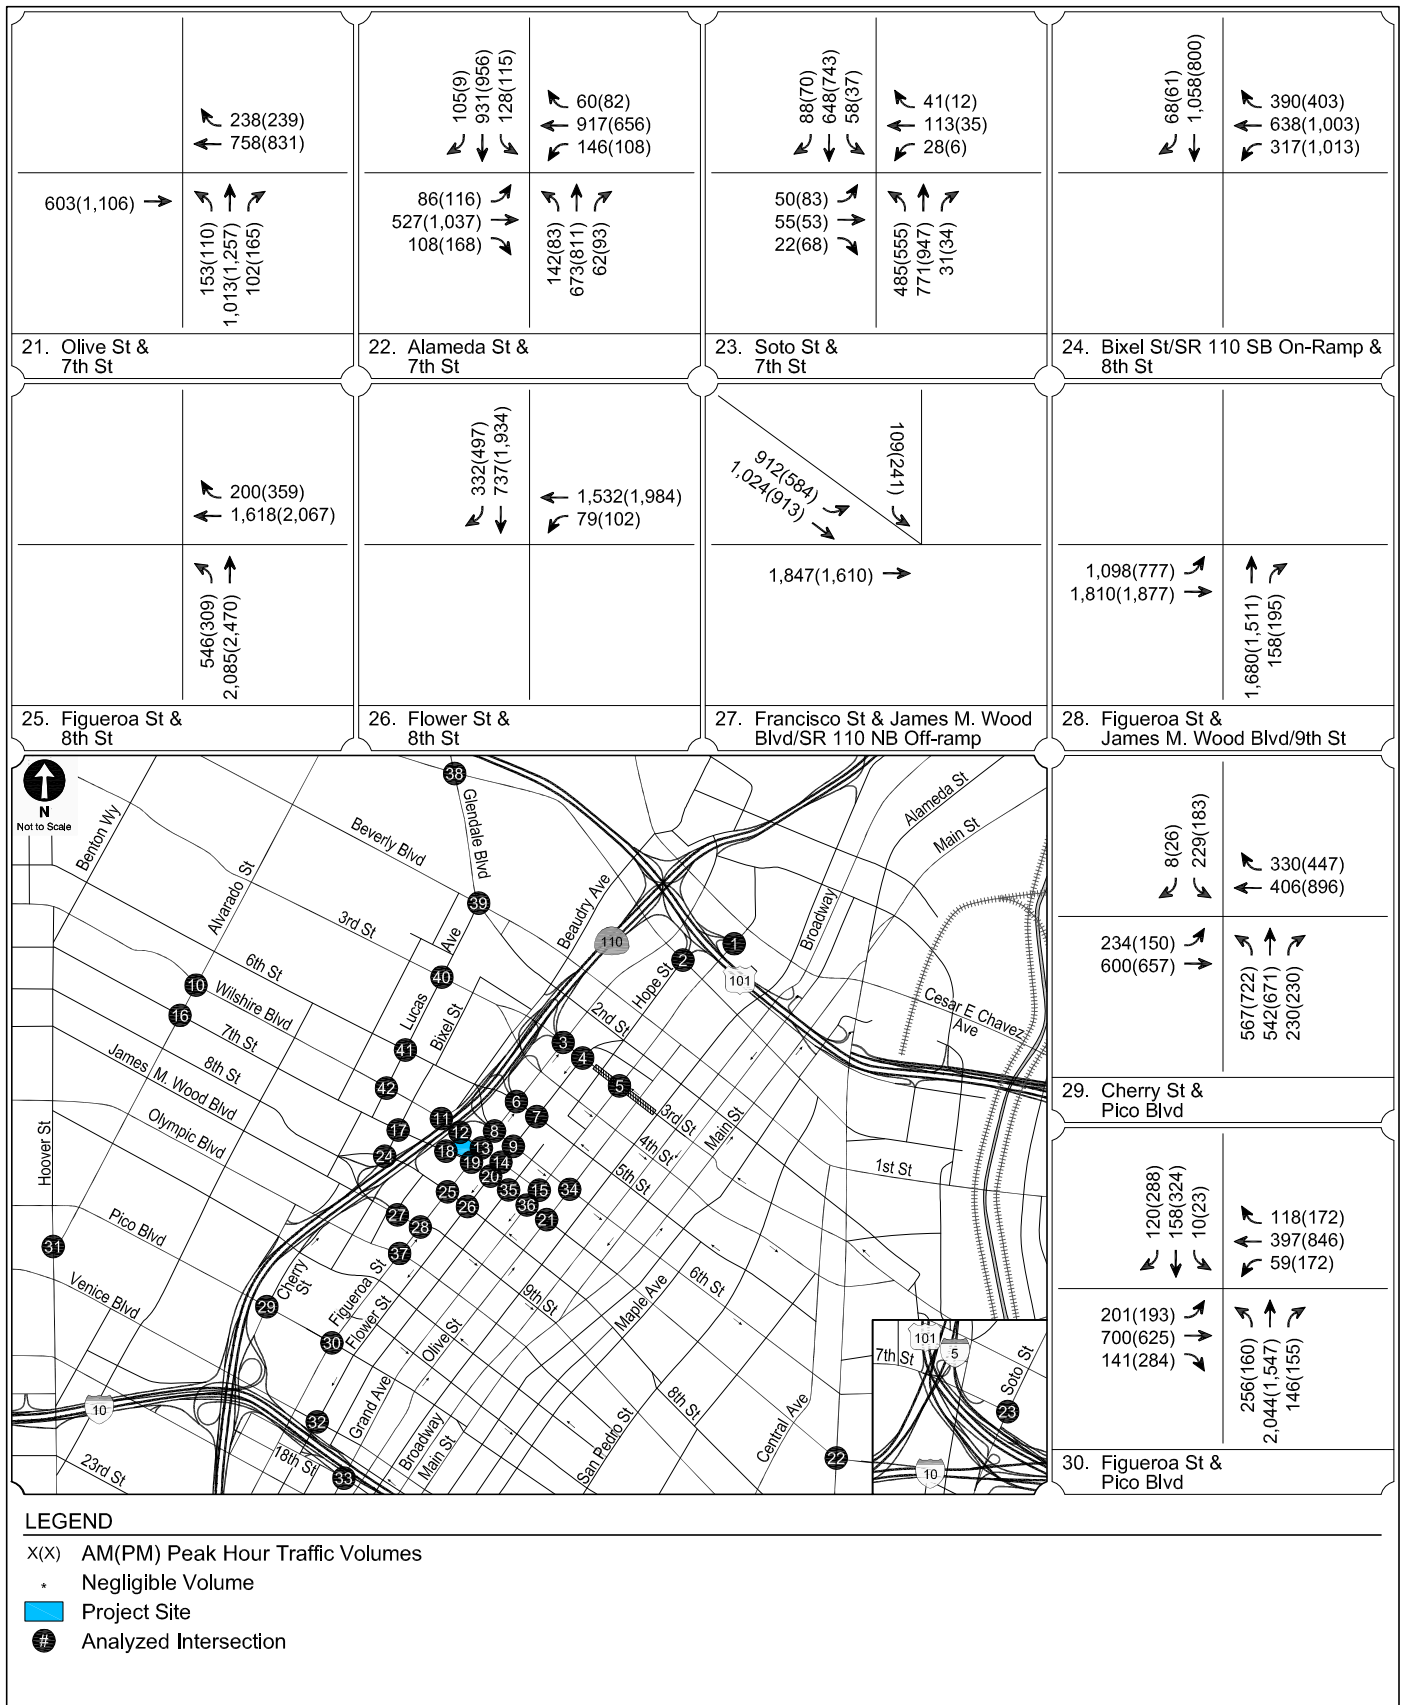 238(239)
758(831)
603(1,106)
153(110)
1,013(1,257)
102(165)
21. Olive St &
7th St
105(9)
931(956)
128(115)
60(82)
917(656)
146(108)
86(116)
527(1,037)
108(168)
142(83)
673(811)
62(93)
22. Alameda St &
7th St
88(70)
648(743)
58(37)
41(12)
113(35)
28(6)
50(83)
55(53)
22(68)
485(555)
771(947)
31(34)
23. Soto St &
7th St
68(61)
1,058(800)
390(403)
638(1,003)
317(1,013)
24. Bixel St/SR 110 SB On-Ramp &
8th St
200(359)
1,618(2,067)
546(309)
2,085(2,470)
25. Figueroa St &
8th St
332(497)
737(1,934)
1,532(1,984)
79(102)
26. Flower St &
8th St
912(584)
1,024(913)
109(241)
1,847(1,610)
27. Francisco St & James M. Wood
Blvd/SR 110 NB Off-ramp
1,098(777)
1,810(1,877)
1,680(1,511)
158(195)
28. Figueroa St &
James M. Wood Blvd/9th St
8(26)
229(183)
330(447)
406(896)
234(150)
600(657)
567(722)
542(671)
230(230)
29. Cherry St &
Pico Blvd
120(288)
158(324)
10(23)
118(172)
397(846)
59(172)
201(193)
700(625)
141(284)
256(160)
2,044(1,547)
146(155)
30. Figueroa St &
Pico Blvd
N
Not to Scale
Benton Wy
Alvarado St
Beverly Blvd
Glendale Blvd
38
39
3rd St
Ave
Lucas
40
Beaudry Ave
110
1
2
101
Broadway
Alameda St
Main St
Hope St
2nd St
Cesar E Chavez
Ave
6th St
10
Wilshire Blvd
16
7th St
Bixel St
41
8th St
James M. Wood Blvd
42
Olympic Blvd
3
4
5
3rd St
Main St
4th St
1st St
5th St
6
7
11
12
8
17
18
13
9
24
19
14
20
25
35
15
34
26
36
21
27
28
37
Hoover St
31
Pico Blvd
Venice Blvd
Cherry
St
29
Figueroa St
Flower St
30
9th St
6th St
Maple Ave
Olive St
Grand Ave
Broadway
Main St
8th St
San Pedro St
Central Ave
22
10
32
18th St
33
23rd St
101
5
7th St
Soto St
23
10
LEGEND
X(X) AM(PM) Peak Hour Traffic Volumes
* Negligible Volume
Project Site
# Analyzed Intersection